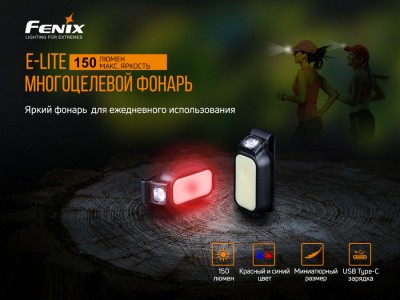 FENIX
LIGHTING FOR EXTREMES
E-LITE 150 ЛЮМЕН
МАКС. ЯРКОСТЬ
МНОГОЦЕЛЕВОЙ ФОНАРЬ
Яркий фонарь для ежедневного использования
150
люмен
Красный и синий
цвет
Миниатюрный
размер
USB Type-C
зарядка